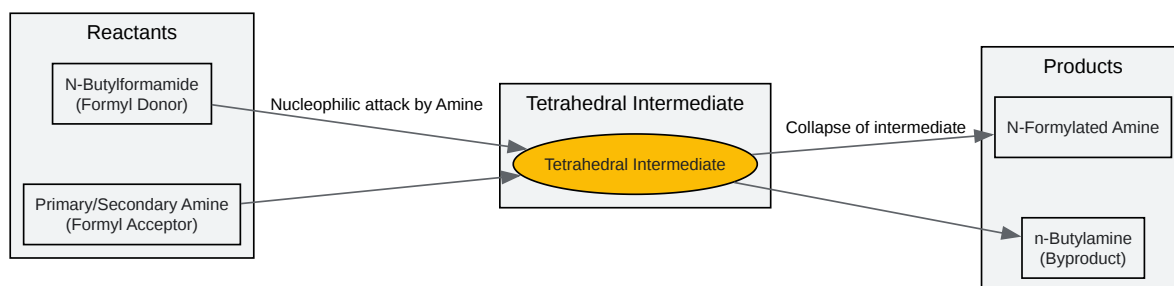 Reactants
N-Butylformamide
(Formyl Donor)
Primary/Secondary Amine
(Formyl Acceptor)
Nucleophilic attack by Amine
Tetrahedral Intermediate
Tetrahedral Intermediate
Collapse of intermediate
Products
N-Formylated Amine
n-Butylamine
(Byproduct)